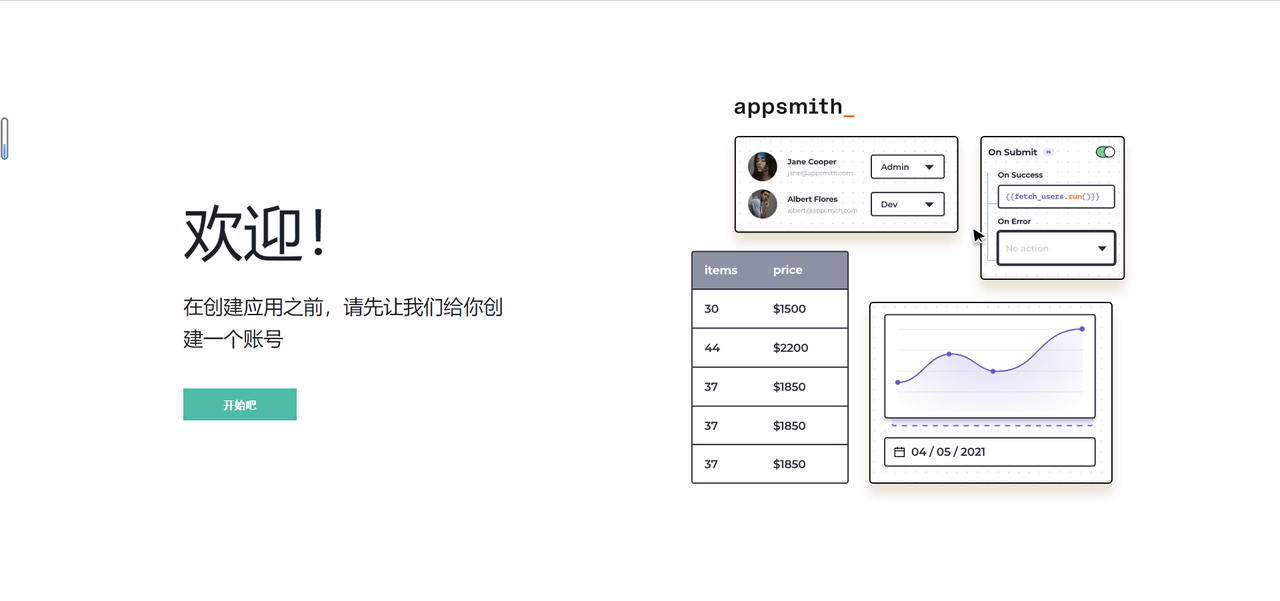 欢迎！
在创建应用之前，请先让我们给你创
建一个账号
开始吧
appsmith_
Jane Cooper
jane@appsmith.com
Admin
Albert Flores
albert@appsmith.com
Dev
On Submit JS
On Success
{{fetch_users.run()}}
On Error
No action
items price
30 $1500
44 $2200
37 $1850
37 $1850
37 $1850
04 / 05 / 2021